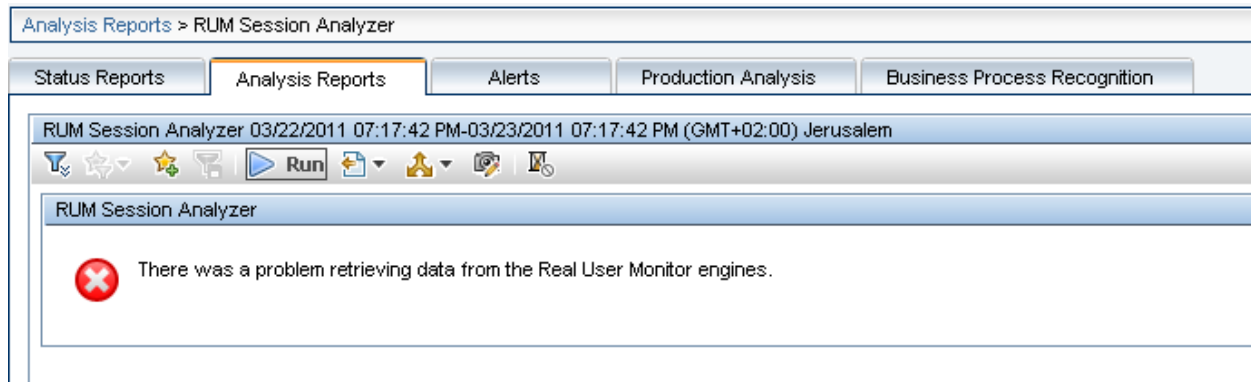 Analysis Reports > RUM Session Analyzer
Status Reports Analysis Reports Alerts Production Analysis Business Process Recognition
RUM Session Analyzer 03/22/2011 07:17:42 PM-03/23/2011 07:17:42 PM (GMT+02:00) Jerusalem
Run
RUM Session Analyzer
There was a problem retrieving data from the Real User Monitor engines.